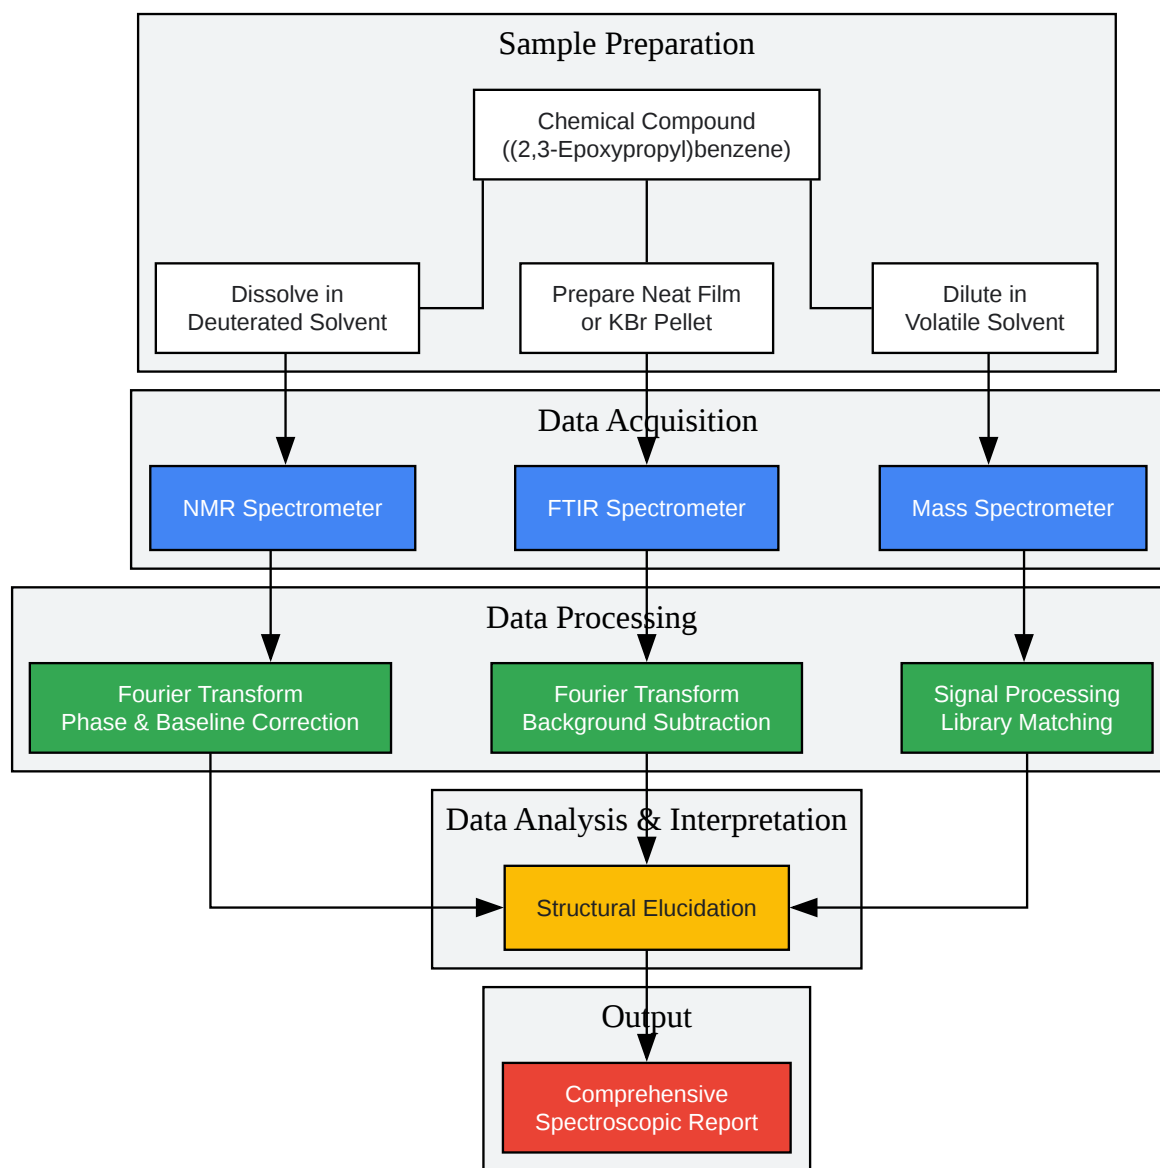 Sample Preparation
Chemical Compound
((2,3-Epoxypropyl)benzene)
Dissolve in
Deuterated Solvent
Prepare Neat Film
or KBr Pellet
Dilute in
Volatile Solvent
Data Acquisition
NMR Spectrometer
FTIR Spectrometer
Mass Spectrometer
Data Processing
Fourier Transform
Phase & Baseline Correction
Fourier Transform
Background Subtraction
Signal Processing
Library Matching
Data Analysis & Interpretation
Structural Elucidation
Output
Comprehensive
Spectroscopic Report